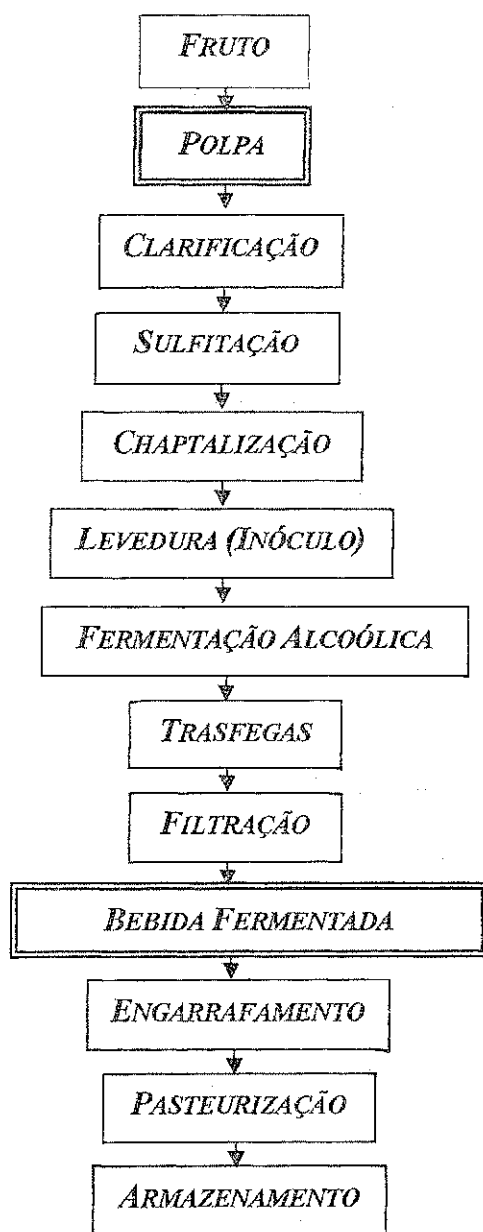 FRUTO
POLPA
CLARIFICAÇÃO
SULFITAÇÃO
CHAPTALIZAÇÃO
LEVEDURA (INÓCULO)
FERMENTAÇÃO ALCOÓLICA
TRASFEGAS
FILTRAÇÃO
BEBIDA FERMENTADA
ENGARRAFAMENTO
PASTEURIZAÇÃO
ARMAZENAMENTO